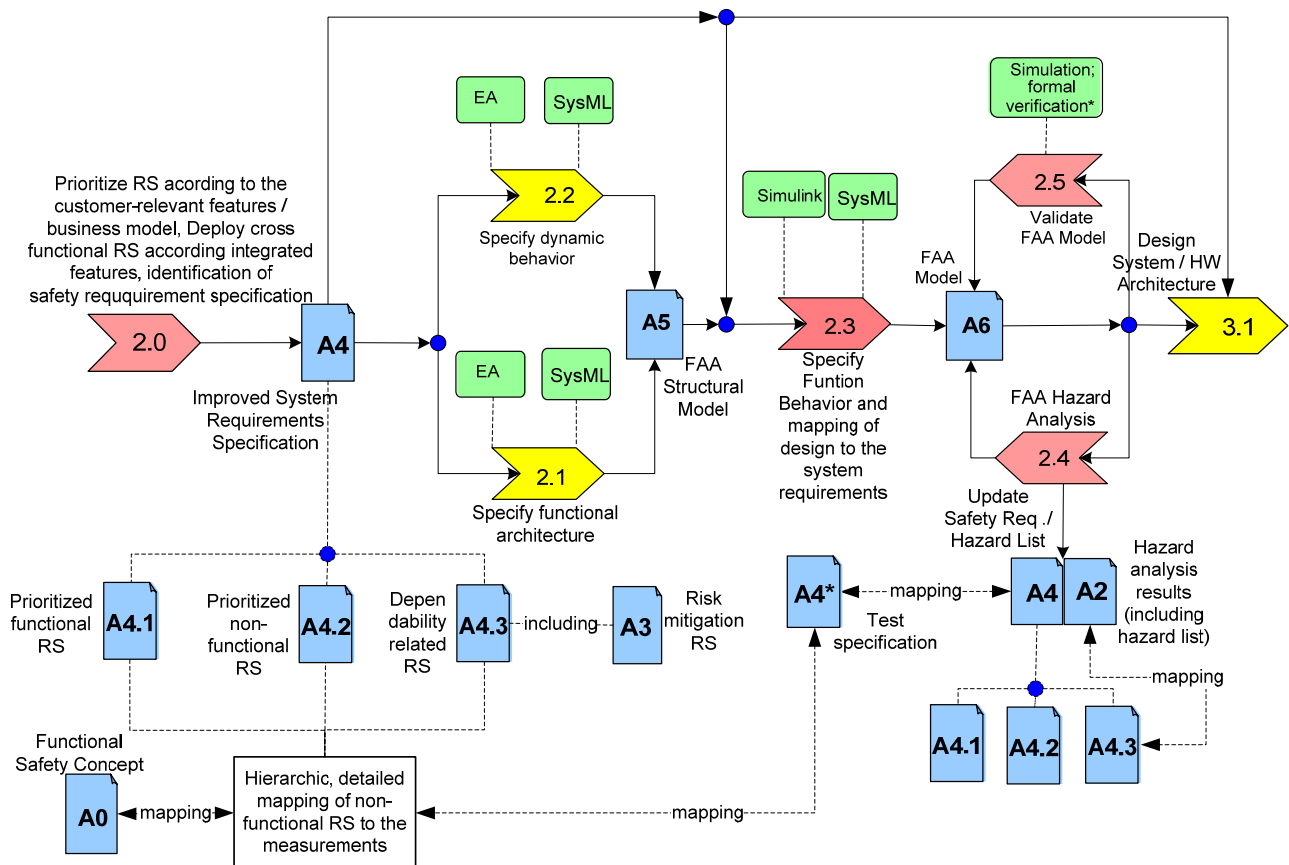 Simulation;
formal
verification*
EA
SysML
Prioritize RS acording to the
customer-relevant features /
business model, Deploy cross
functional RS according integrated
features, identification of
safety reququirement specification
2.0
A4
Improved System
Requirements
Specification
2.2
Specify dynamic
behavior
EA
SysML
2.1
Specify functional
architecture
A5
FAA
Structural
Model
Simulink
SysML
2.3
Specify
Funtion
Behavior and
mapping of
design to the
system
requirements
2.5
Validate
FAA Model
FAA
Model
A6
Design
System / HW
Architecture
3.1
FAA Hazard
Analysis
2.4
Update
Safety Req./
Hazard List
Prioritized
functional
RS
A4.1
Prioritized
non-
functional
RS
A4.2
Depen
dability
related
RS
A4.3
including
A3
Risk
mitigation
RS
A4*
Test
specification
mapping
A4
A2
Hazard
analysis
results
(including
hazard list)
mapping
A4.1
A4.2
A4.3
Functional
Safety Concept
A0
mapping
Hierarchic, detailed
mapping of non-
functional RS to the
measurements
mapping